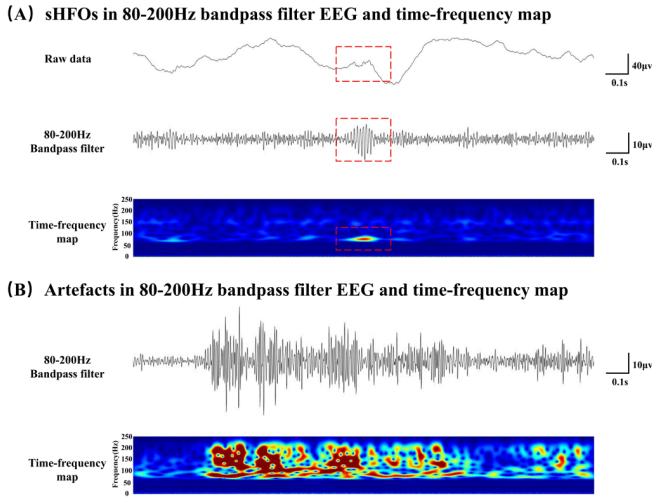 (A) sHFOs in 80-200Hz bandpass filter EEG and time-frequency map
Raw data
40μv
0.1s
80-200Hz
Bandpass filter
10μv
0.1s
Time-frequency
map
Frequency(Hz)
250
200
150
100
50
0
(B) Artefacts in 80-200Hz bandpass filter EEG and time-frequency map
80-200Hz
Bandpass filter
10μv
0.1s
Time-frequency
map
Frequency(Hz)
250
200
150
100
50
0